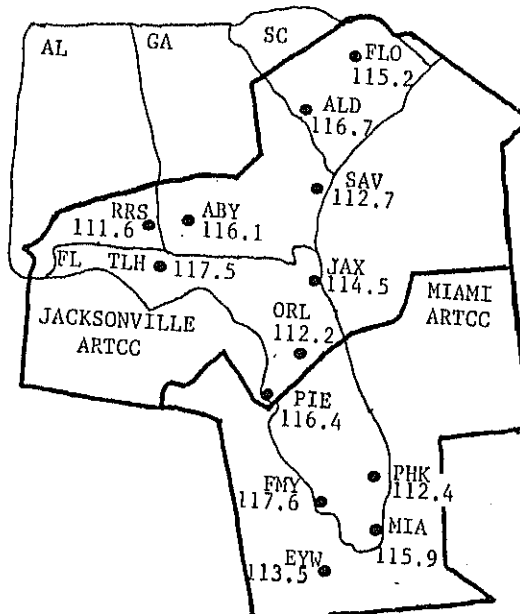 AL
GA
SC
FLO
115.2
ALD
116.7
SAV
112.7
RRS
111.6
ABY
116.1
FL
TLH
117.5
JAX
114.5
MIAMI
ARTCC
JACKSONVILLE
ARTCC
ORL
112.2
PIE
116.4
PHK
112.4
FMY
117.6
MIA
115.9
EYW
113.5